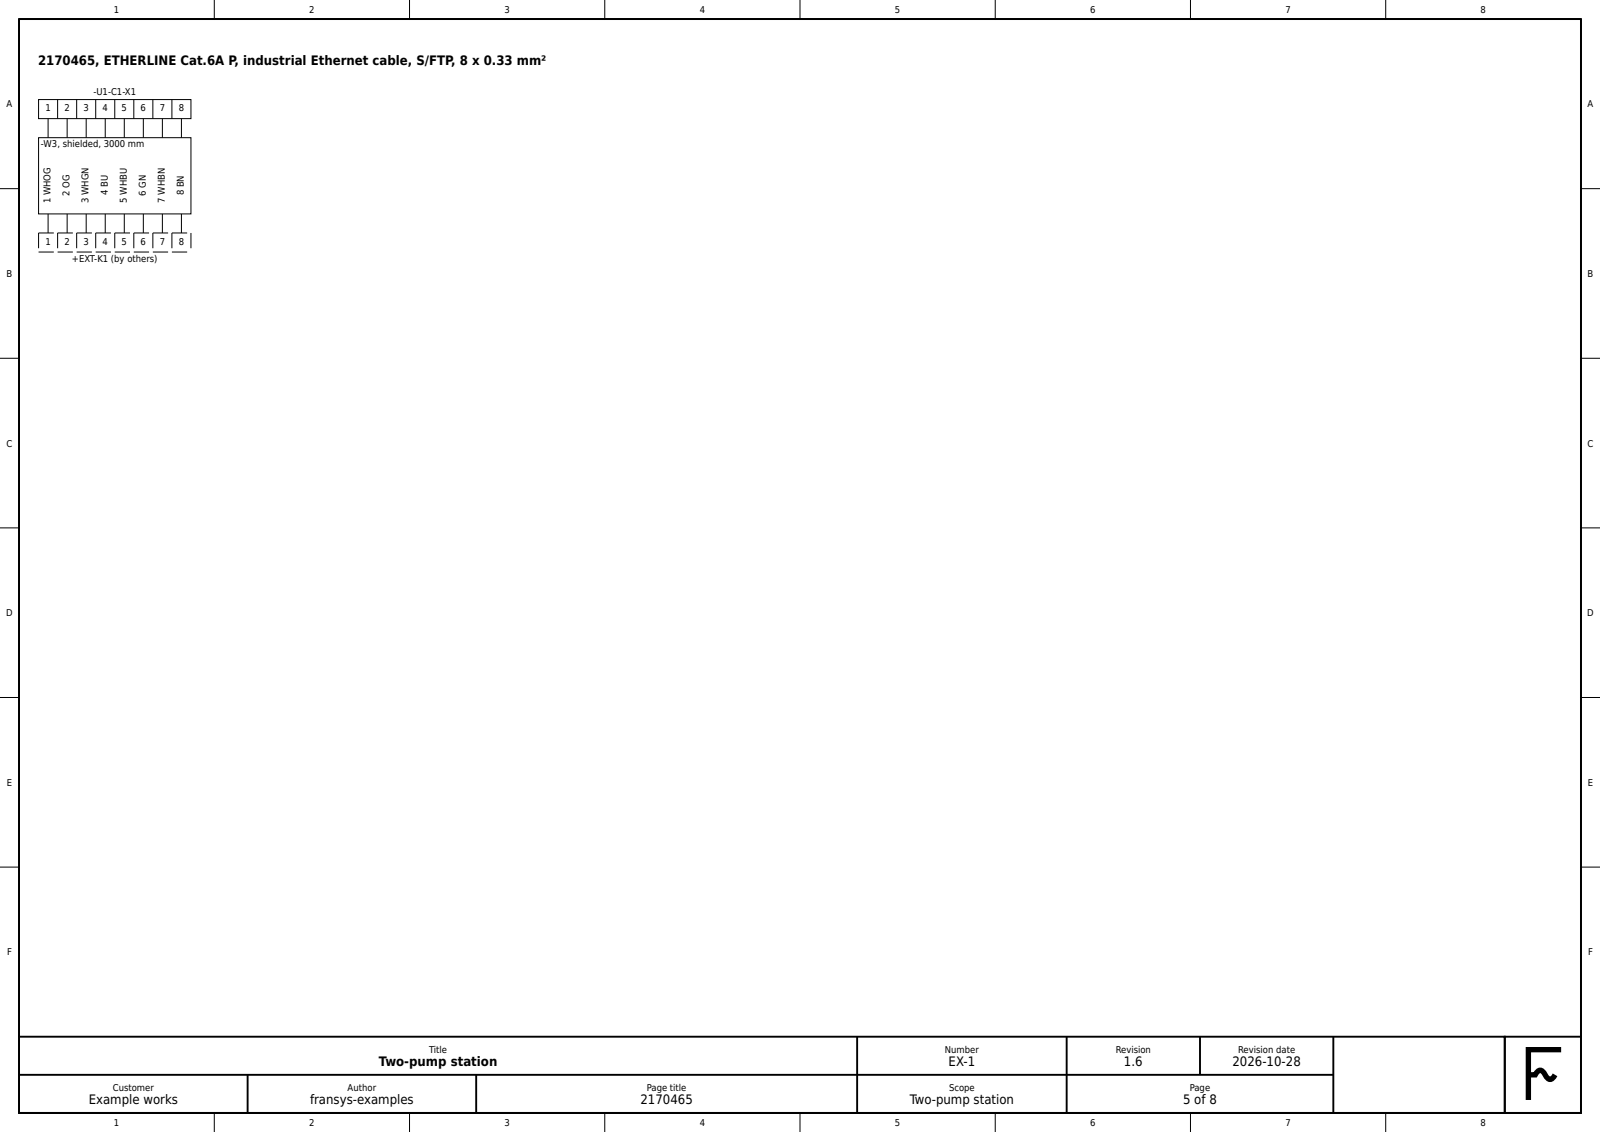 1 2 3 4 5 6 7 8
2170465, ETHERLINE Cat.6A P, industrial Ethernet cable, S/FTP, 8 x 0.33 mm²
-U1-C1-X1
A A
1 2 3 4 5 6 7 8
-W3, shielded, 3000 mm
1 WHOG
2 OG
3 WHGN
4 BU
5 WHBU
6 GN
7 WHBN
8 BN
1 2 3 4 5 6 7 8
+EXT-K1 (by others)
B B
C C
D D
E E
F F
Title
Two-pump station
Number
EX-1
Revision
1.6
Revision date
2026-10-28
Customer
Example works
Author
fransys-examples
Page title
2170465
Scope
Two-pump station
Page
5 of 8
1 2 3 4 5 6 7 8